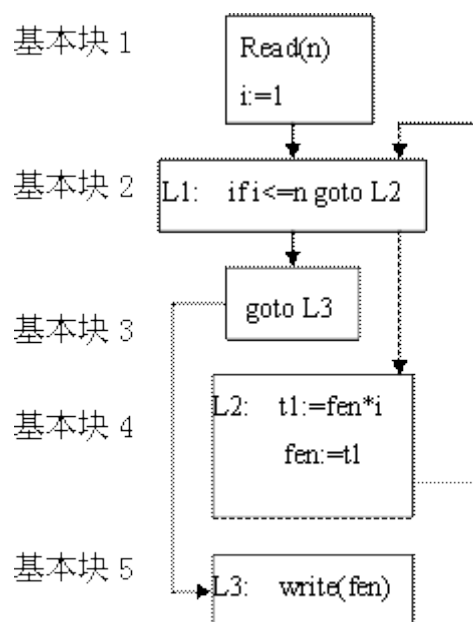 基本块 1
Read(n)
i:=1
基本块 2
L1: if i<=n goto L2
基本块 3
goto L3
基本块 4
L2: t1:=fen*i
fen:=t1
基本块 5
L3: write(fen)